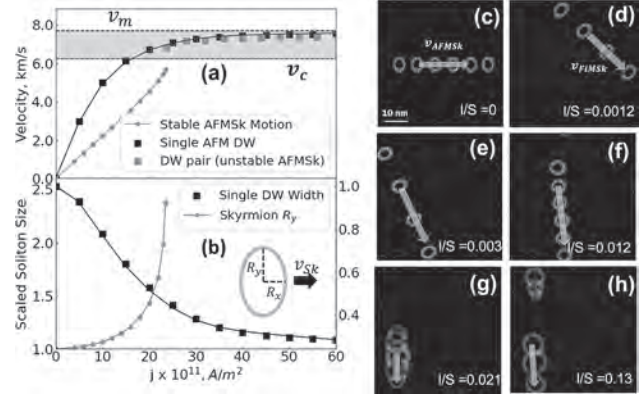 v_m
8.0
6.0
4.0
2.0
0.0
Velocity, km/s
(a)
v_c
Stable AFMSk Motion
Single AFM DW
DW pair (unstable AFMSk)
2.5
2.0
1.5
1.0
Scaled Soliton Size
Single DW Width
Skyrmion R_y
(b)
R_y
R_x
v_Sk
1.0
0.8
0.6
0.4
0 10 20 30 40 50 60
j × 10^11, A/m^2
(c)
v_AFMSk
10 nm
I/S =0
(d)
v_FiMSk
I/S =0.0012
(e)
I/S =0.003
(f)
I/S =0.012
(g)
I/S =0.021
(h)
I/S =0.13